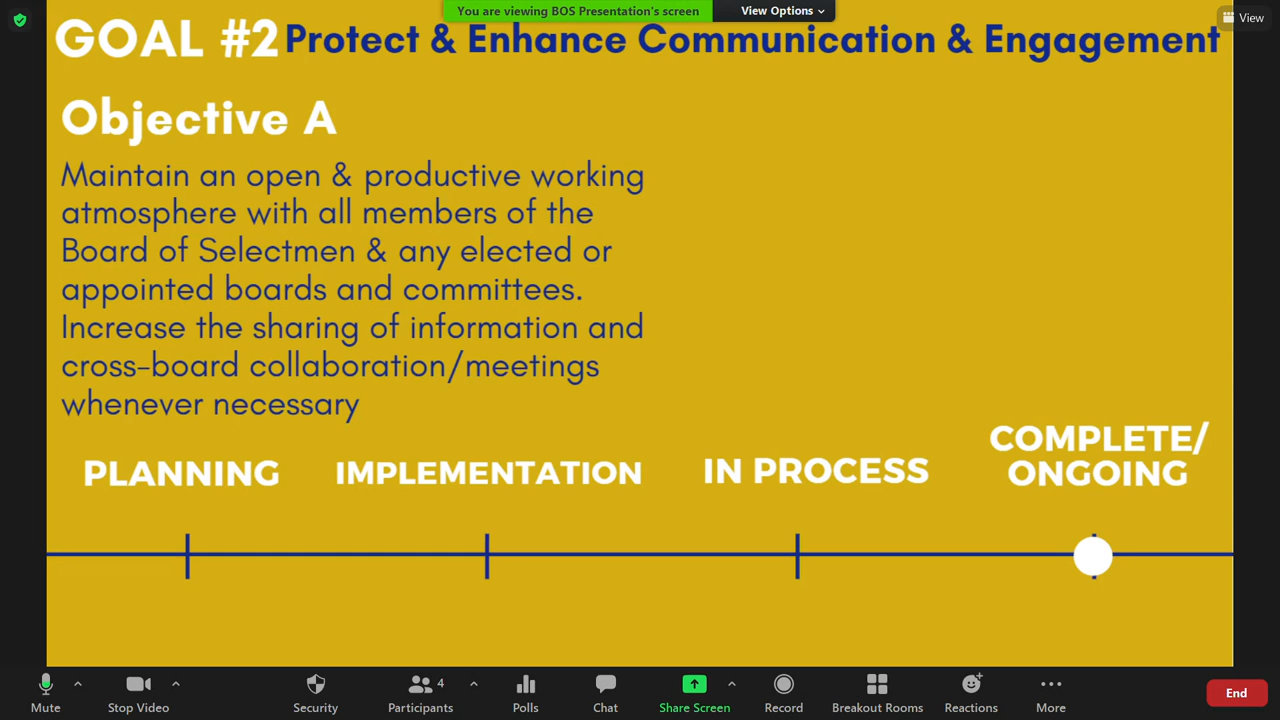 You are viewing BOS Presentation's screen
View Options
View
GOAL #2 Protect & Enhance Communication & Engagement
Objective A
Maintain an open & productive working
atmosphere with all members of the
Board of Selectmen & any elected or
appointed boards and committees.
Increase the sharing of information and
cross-board collaboration/meetings
whenever necessary
PLANNING
IMPLEMENTATION
IN PROCESS
COMPLETE/
ONGOING
Mute
Stop Video
Security
Participants
4
Polls
Chat
Share Screen
Record
Breakout Rooms
Reactions
More
End